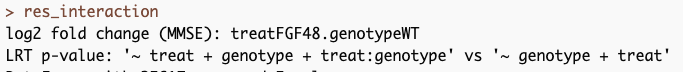 > res_interaction
log2 fold change (MMSE): treatFGF48.genotypeWT
LRT p-value: '~ treat + genotype + treat:genotype' vs '~ genotype + treat'